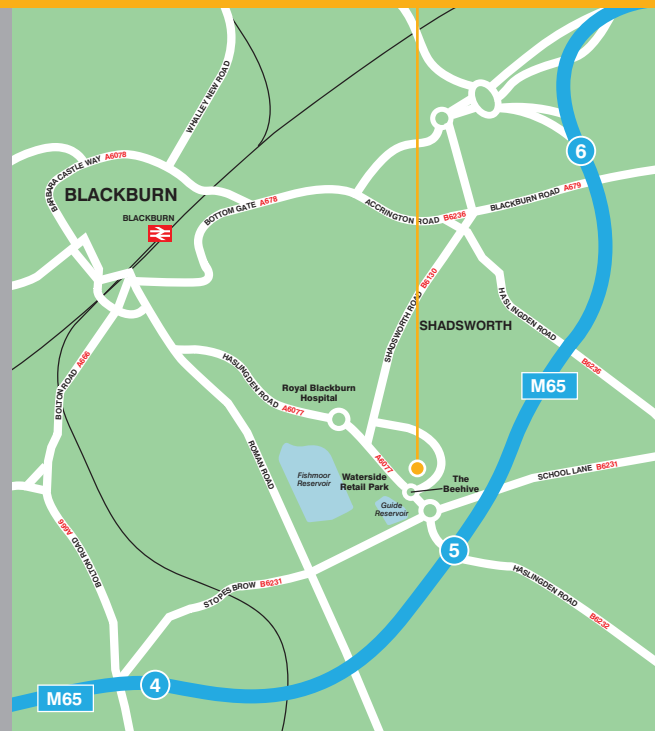 WHALLEY NEW ROAD
6
BARBARA CASTLE WAY A6078
BLACKBURN
BLACKBURN
BOTTOM GATE A678
ACCRINGTON ROAD B6236
BLACKBURN ROAD A679
SHADSWORTH ROAD B6130
SHADSWORTH
HASLINGDEN ROAD
B6236
BOLTON ROAD A666
HASLINGDEN ROAD A6077
Royal Blackburn
Hospital
M65
ROMAN ROAD
A6077
Fishmoor
Reservoir
Waterside
Retail Park
The
Beehive
SCHOOL LANE B6231
Guide
Reservoir
BOLTON ROAD A666
5
STOPES BROW B6231
HASLINGDEN ROAD
B6232
4
M65